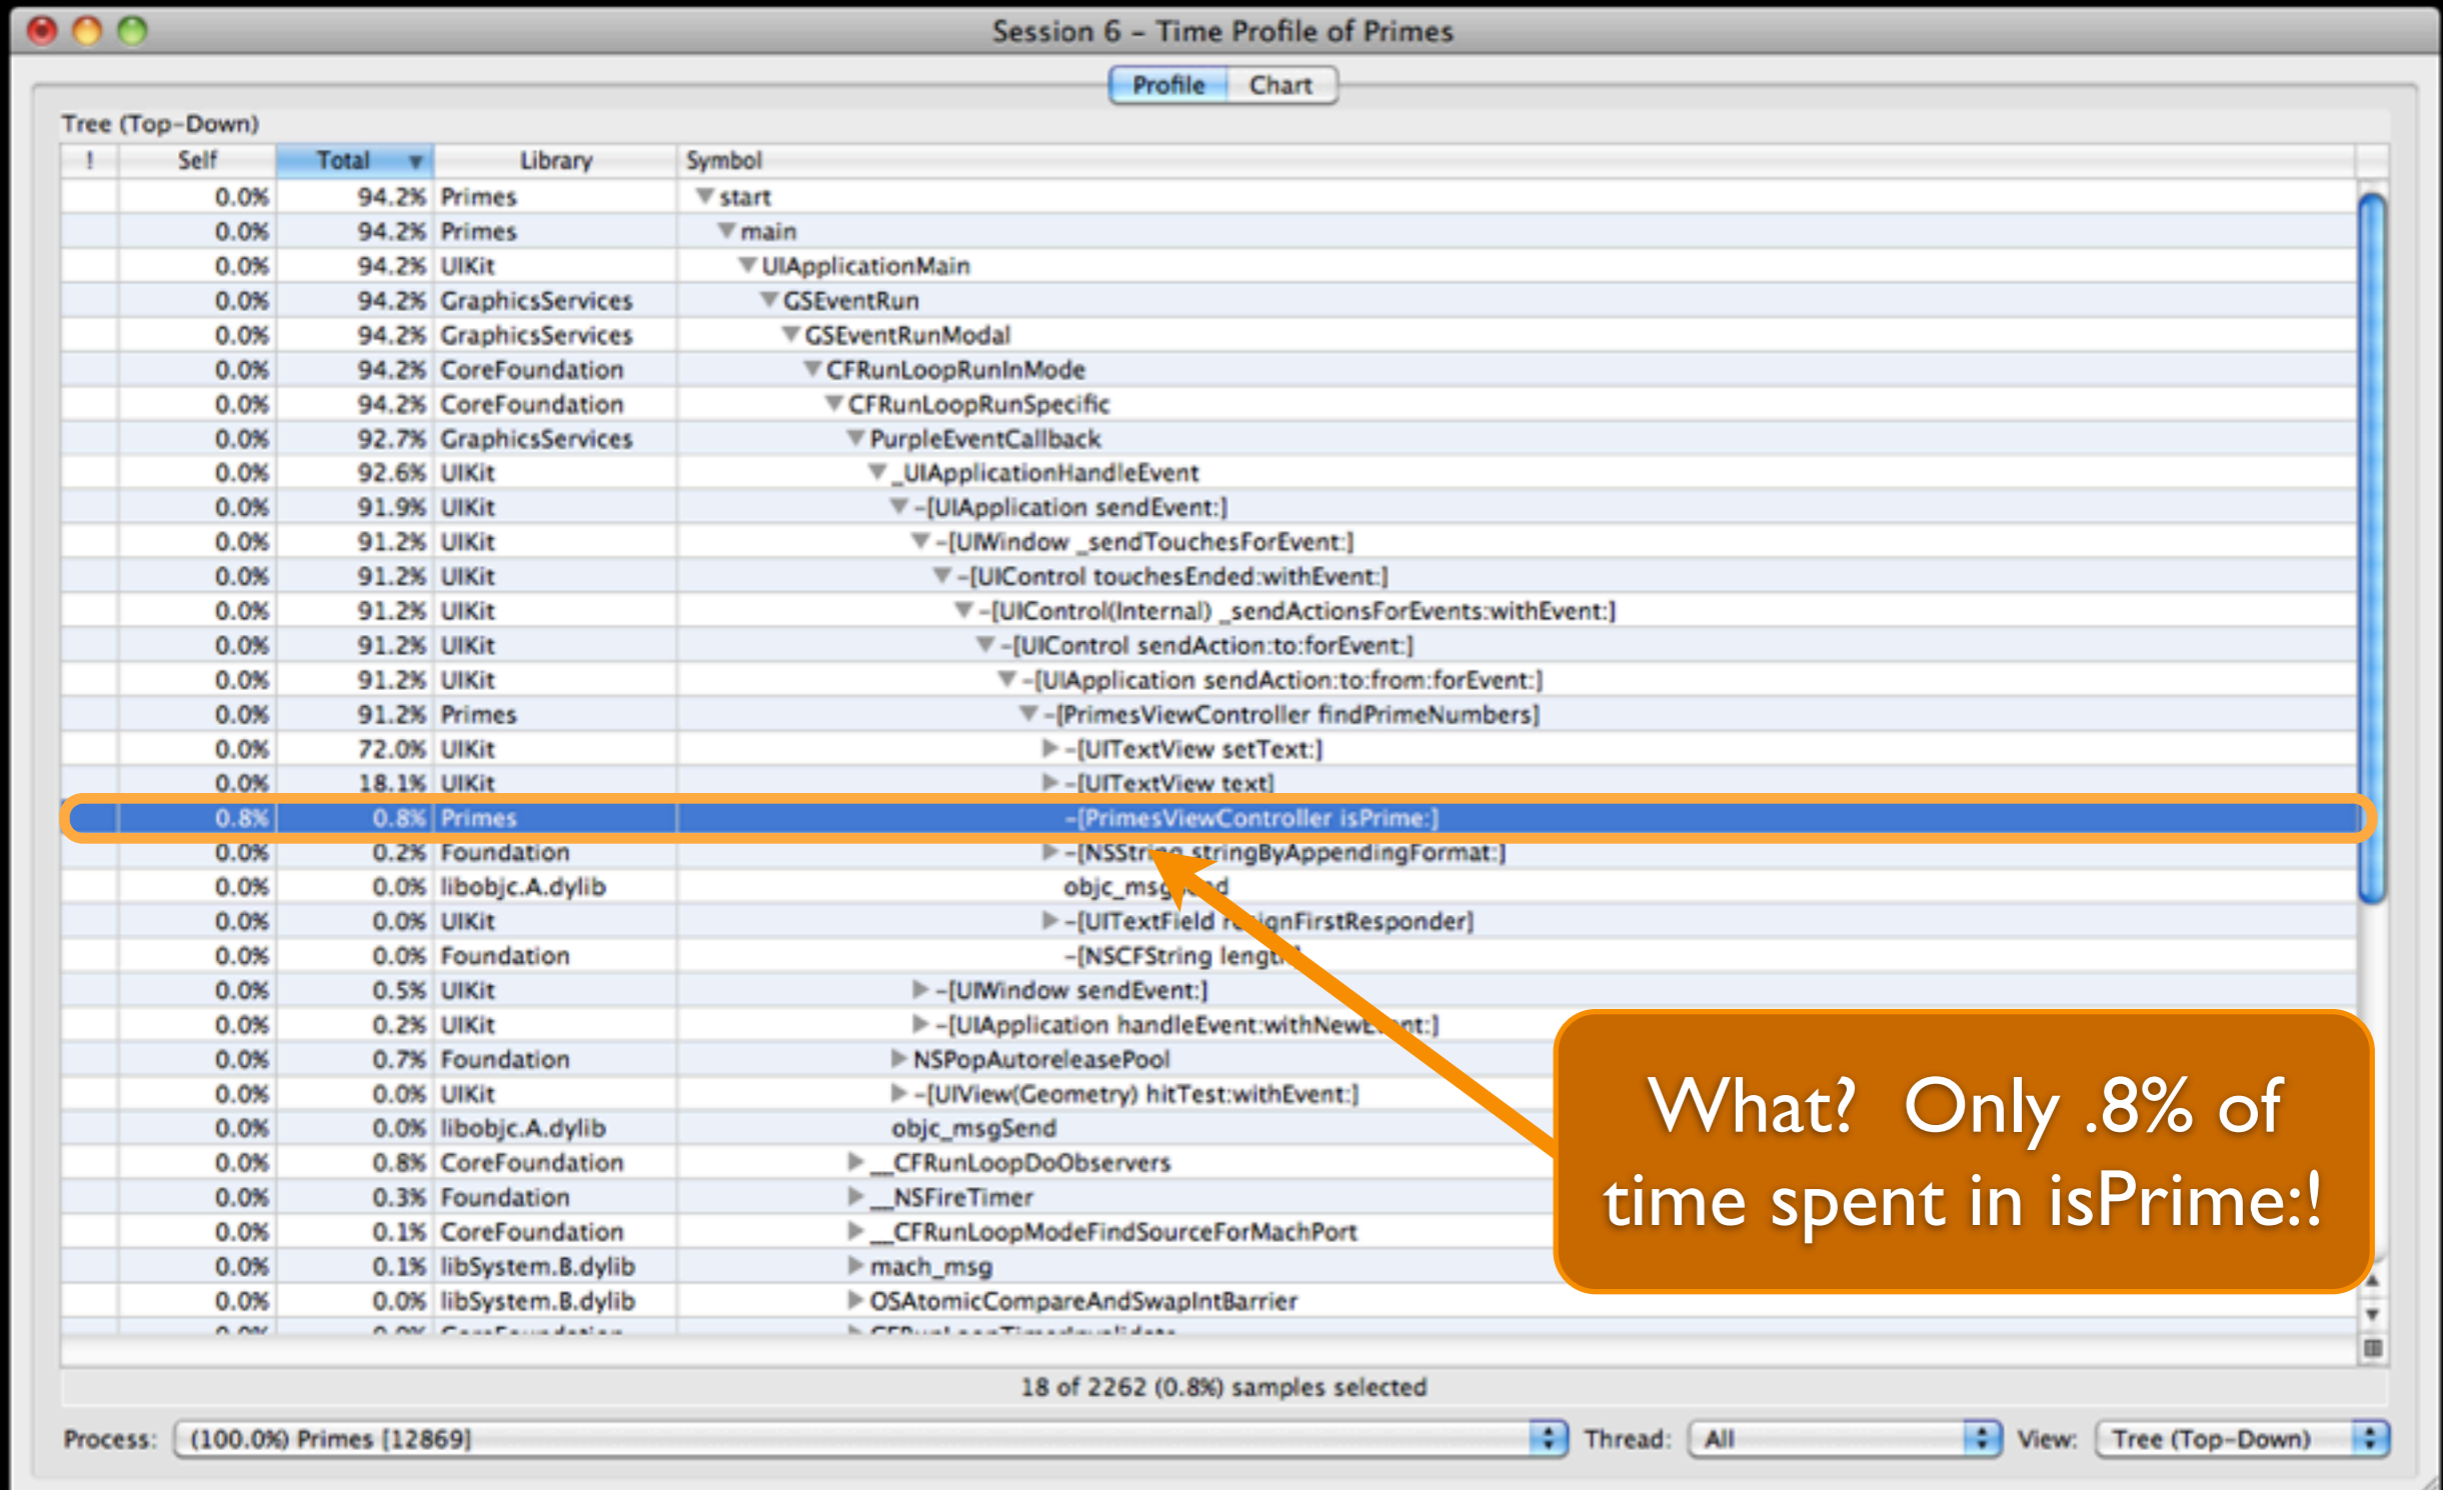 Session 6 – Time Profile of Primes
Profile Chart
Tree (Top-Down)
! Self Total Library Symbol
0.0% 94.2% Primes start
0.0% 94.2% Primes main
0.0% 94.2% UIKit UIApplicationMain
0.0% 94.2% GraphicsServices GSEventRun
0.0% 94.2% GraphicsServices GSEventRunModal
0.0% 94.2% CoreFoundation CFRunLoopRunInMode
0.0% 94.2% CoreFoundation CFRunLoopRunSpecific
0.0% 92.7% GraphicsServices PurpleEventCallback
0.0% 92.6% UIKit _UIApplicationHandleEvent
0.0% 91.9% UIKit -[UIApplication sendEvent:]
0.0% 91.2% UIKit -[UIWindow _sendTouchesForEvent:]
0.0% 91.2% UIKit -[UIControl touchesEnded:withEvent:]
0.0% 91.2% UIKit -[UIControl(Internal) _sendActionsForEvents:withEvent:]
0.0% 91.2% UIKit -[UIControl sendAction:to:forEvent:]
0.0% 91.2% UIKit -[UIApplication sendAction:to:from:forEvent:]
0.0% 91.2% Primes -[PrimesViewController findPrimeNumbers]
0.0% 72.0% UIKit -[UITextView setText:]
0.0% 18.1% UIKit -[UITextView text]
0.8% 0.8% Primes -[PrimesViewController isPrime:]
0.0% 0.2% Foundation -[NSString stringByAppendingFormat:]
0.0% 0.0% libobjc.A.dylib objc_msgSend
0.0% 0.0% UIKit -[UITextField resignFirstResponder]
0.0% 0.0% Foundation -[NSCFString length]
0.0% 0.5% UIKit -[UIWindow sendEvent:]
0.0% 0.2% UIKit -[UIApplication handleEvent:withNewEvent:]
0.0% 0.7% Foundation NSPopAutoreleasePool
0.0% 0.0% UIKit -[UIView(Geometry) hitTest:withEvent:]
0.0% 0.0% libobjc.A.dylib objc_msgSend
0.0% 0.8% CoreFoundation __CFRunLoopDoObservers
0.0% 0.3% Foundation __NSFireTimer
0.0% 0.1% CoreFoundation __CFRunLoopModeFindSourceForMachPort
0.0% 0.1% libSystem.B.dylib mach_msg
0.0% 0.0% libSystem.B.dylib OSAtomicCompareAndSwapIntBarrier
0.0% 0.0% CoreFoundation CFRunLoopTimerInvalidate
What? Only .8% of
time spent in isPrime:!
18 of 2262 (0.8%) samples selected
Process: (100.0%) Primes [12869] Thread: All View: Tree (Top-Down)